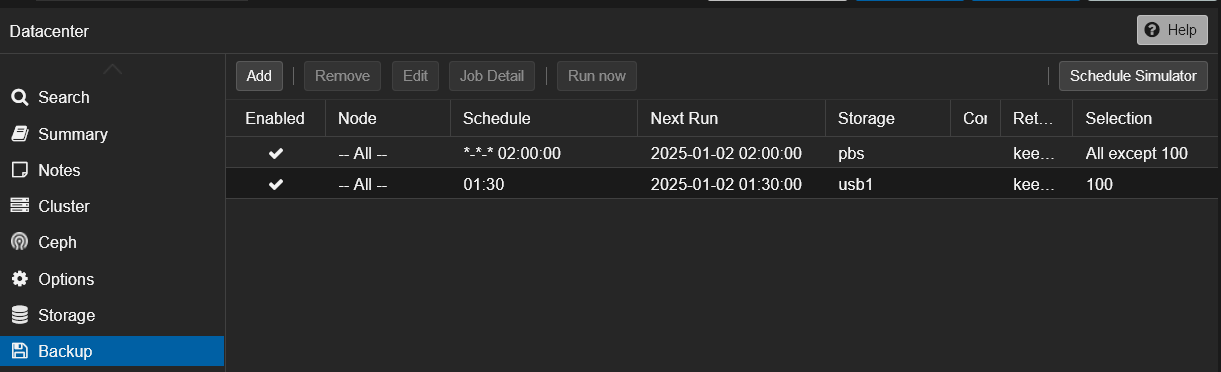 Datacenter
Help
Search
Summary
Notes
Cluster
Ceph
Options
Storage
Backup
Add Remove Edit Job Detail Run now Schedule Simulator
Enabled Node Schedule Next Run Storage Cor Ret... Selection
-- All -- *-*-* 02:00:00 2025-01-02 02:00:00 pbs kee... All except 100
-- All -- 01:30 2025-01-02 01:30:00 usb1 kee... 100